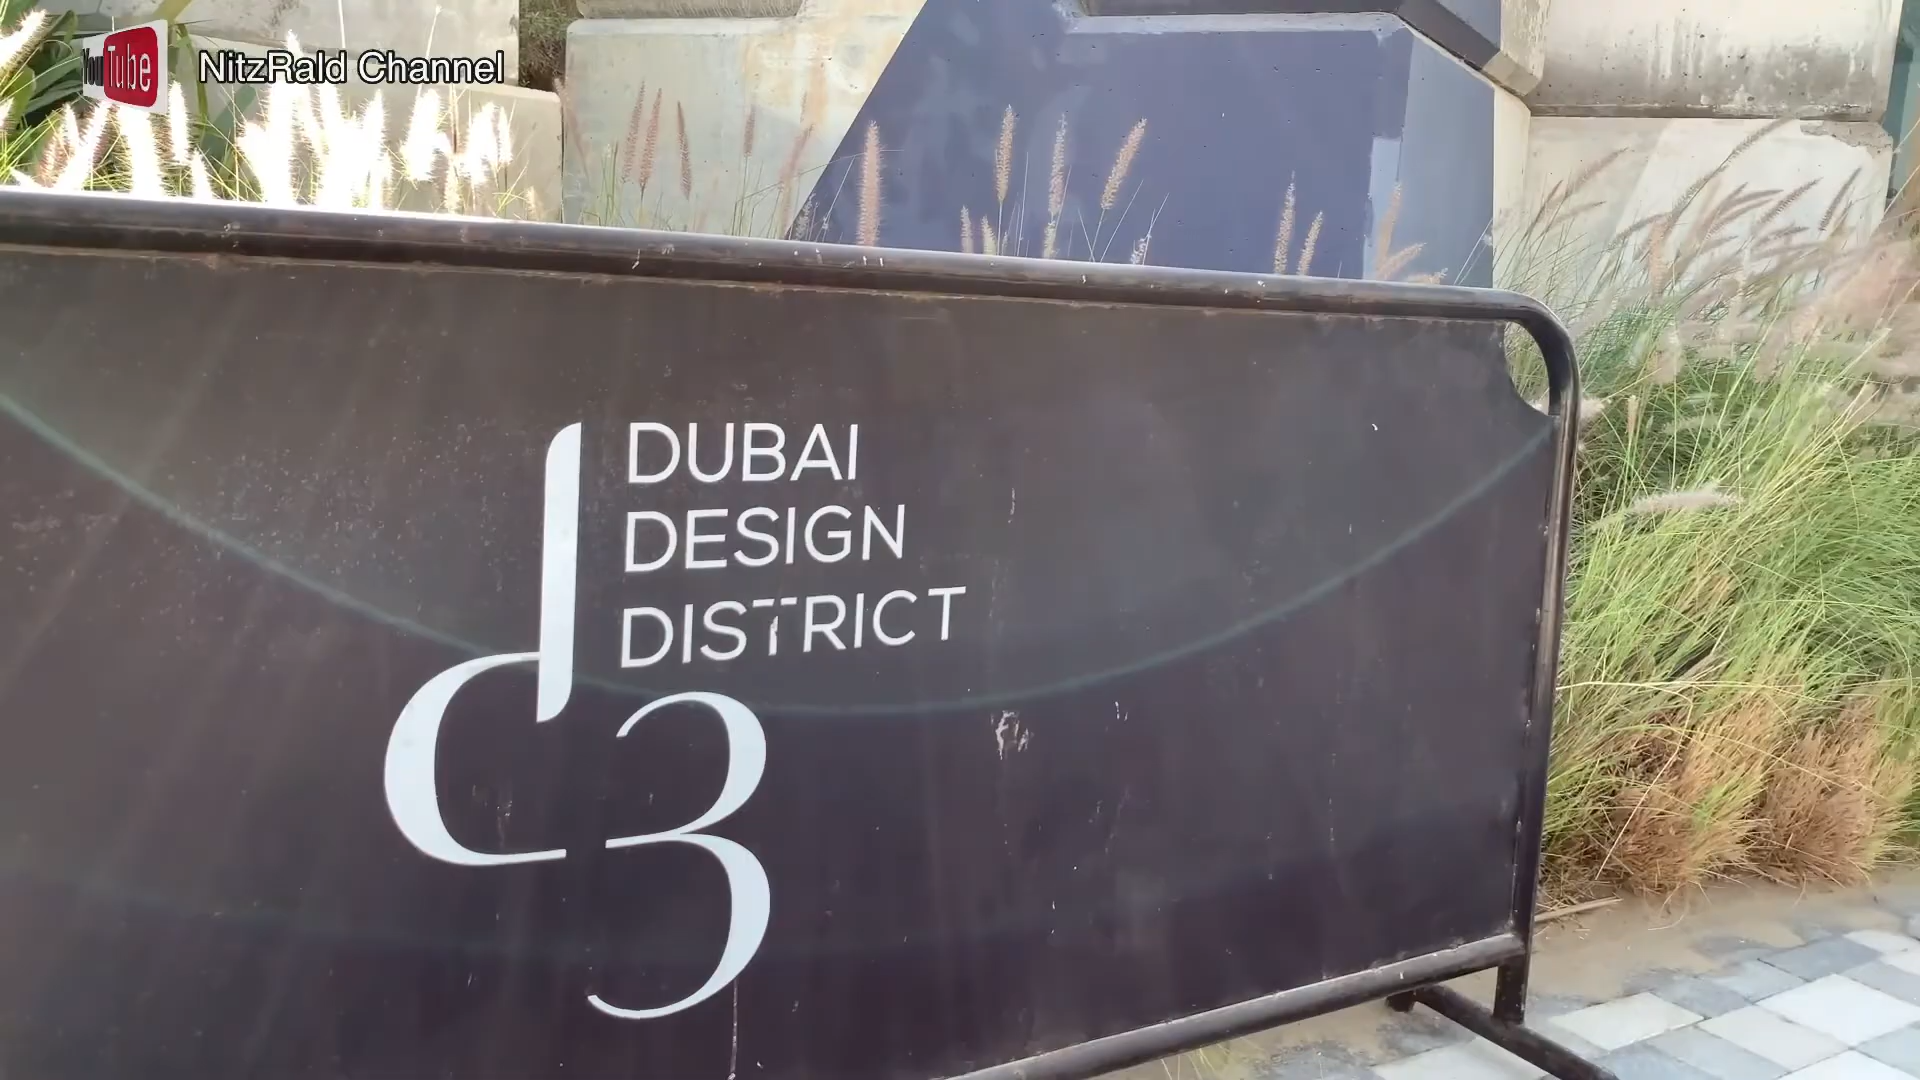 YouTube NitzRald Channel
DUBAI
DESIGN
DISTRICT
d3